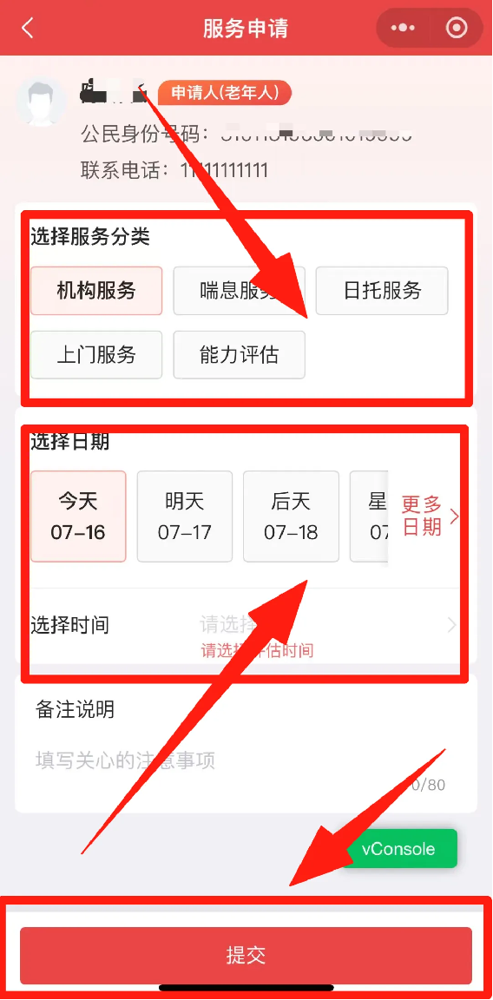 服务申请
申请人(老年人)
公民身份号码：
联系电话：11111111111
选择服务分类
机构服务 喘息服务 日托服务
上门服务 能力评估
选择日期
今天 明天 后天 星 更多
07-16 07-17 07-18 07 日期
选择时间 请选择
请选择评估时间
备注说明
填写关心的注意事项
0/80
vConsole
提交